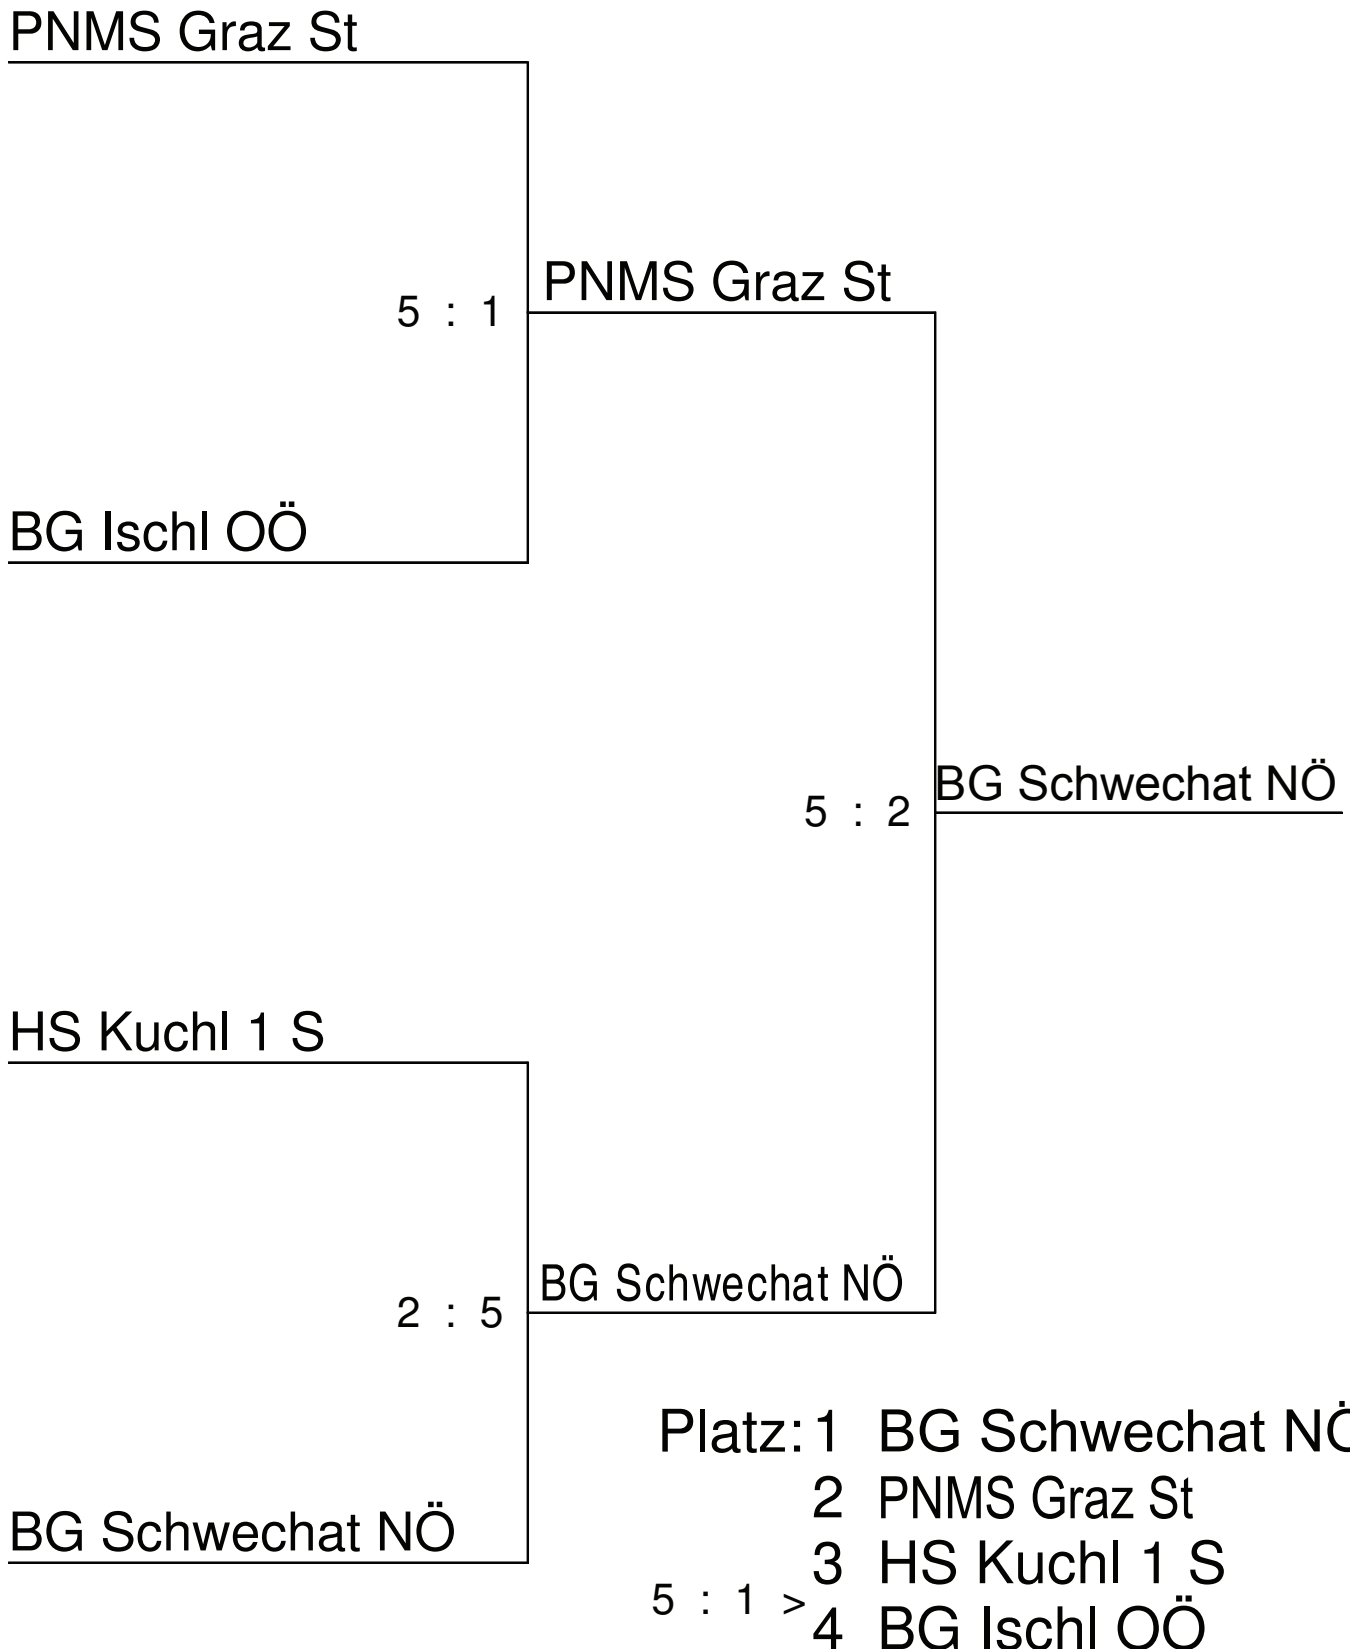 PNMS Graz St
PNMS Graz St
5 : 1
BG Ischl OÖ
BG Schwechat NÖ
5 : 2
HS Kuchl 1 S
BG Schwechat NÖ
2 : 5
Platz: 1 BG Schwechat NÖ
2 PNMS Graz St
BG Schwechat NÖ
3 HS Kuchl 1 S
5 : 1 >
4 BG Ischl OÖ